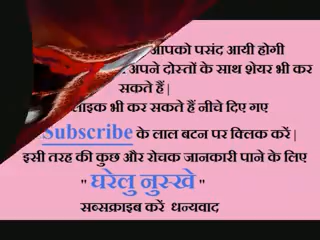 आपको पसंद आयी होगी
अपने दोस्तों के साथ शेयर भी कर
सकते हैं |
लाइक भी कर सकते हैं नीचे दिए गए
Subscribe के लाल बटन पर क्लिक करें |
इसी तरह की कुछ और रोचक जानकारी पाने के लिए
" घरेलु नुस्खे "
सब्सक्राइब करें धन्यवाद